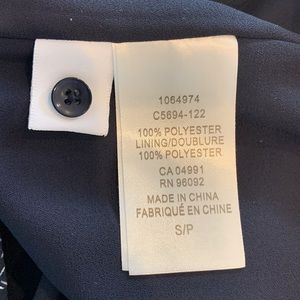 1064974
C5694-122
100% POLYESTER
LINING/DOUBLURE
100% POLYESTER
CA 04991
RN 96092
MADE IN CHINA
FABRIQUÉ EN CHINE
S/P